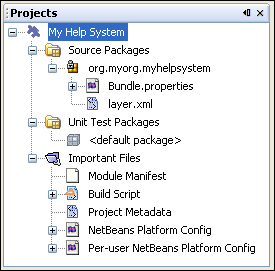 Projects
My Help System
Source Packages
org.myorg.myhelpsystem
Bundle.properties
layer.xml
Unit Test Packages
<default package>
Important Files
Module Manifest
Build Script
Project Metadata
NetBeans Platform Config
Per-user NetBeans Platform Config